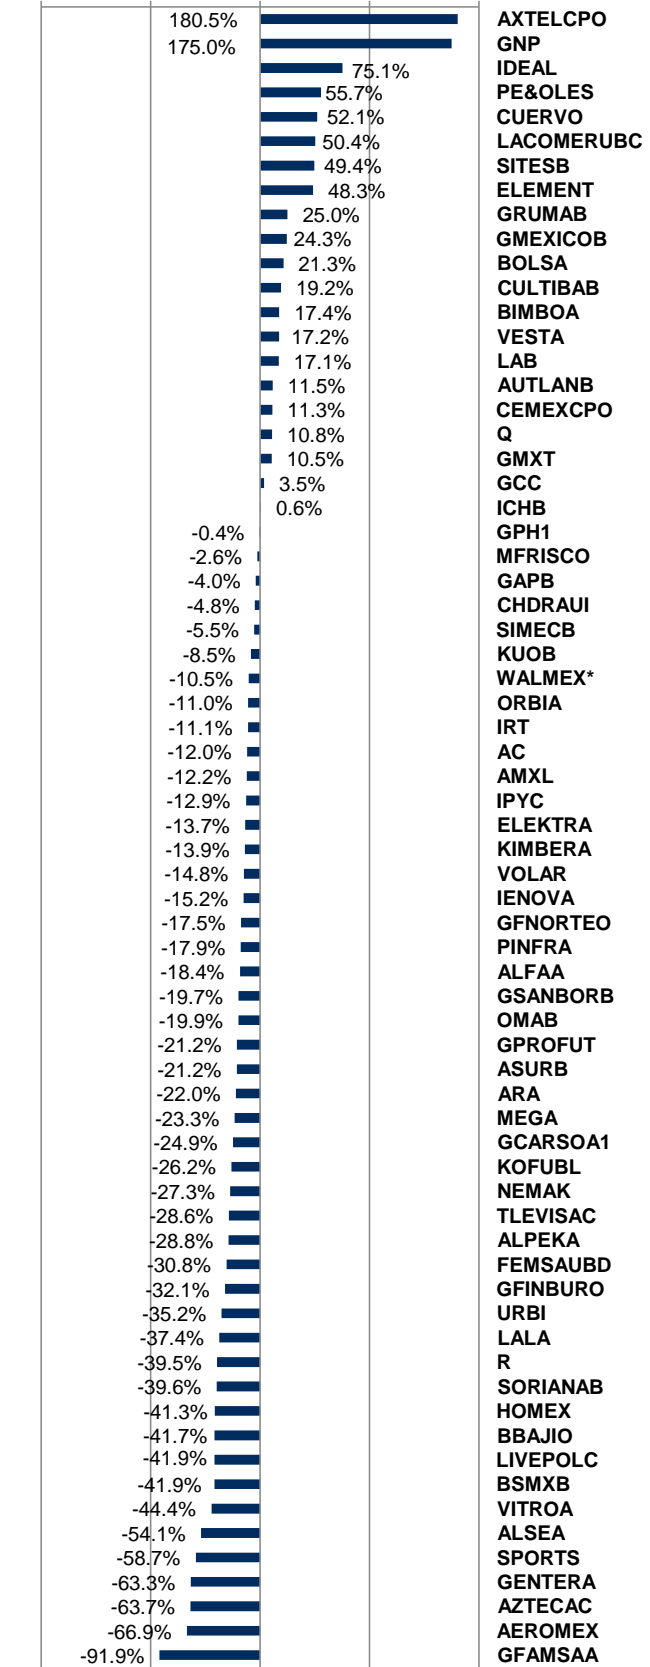 180.5% AXTELCPO
175.0% GNP
75.1% IDEAL
55.7% PE&OLES
52.1% CUERVO
50.4% LACOMERUBC
49.4% SITESB
48.3% ELEMENT
25.0% GRUMAB
24.3% GMEXICOB
21.3% BOLSA
19.2% CULTIBAB
17.4% BIMBOA
17.2% VESTA
17.1% LAB
11.5% AUTLANB
11.3% CEMEXCPO
10.8% Q
10.5% GMXT
3.5% GCC
0.6% ICHB
-0.4% GPH1
-2.6% MFRISCO
-4.0% GAPB
-4.8% CHDRAUI
-5.5% SIMECB
-8.5% KUOB
-10.5% WALMEX*
-11.0% ORBIA
-11.1% IRT
-12.0% AC
-12.2% AMXL
-12.9% IPYC
-13.7% ELEKTRA
-13.9% KIMBERA
-14.8% VOLAR
-15.2% IENOVA
-17.5% GFNORTEO
-17.9% PINFRA
-18.4% ALFAA
-19.7% GSANBORB
-19.9% OMAB
-21.2% GPROFUT
-21.2% ASURB
-22.0% ARA
-23.3% MEGA
-24.9% GCARSOA1
-26.2% KOFUBL
-27.3% NEMAK
-28.6% TLEVISAC
-28.8% ALPEKA
-30.8% FEMSAUBD
-32.1% GFINBURO
-35.2% URBI
-37.4% LALA
-39.5% R
-39.6% SORIANAB
-41.3% HOMEX
-41.7% BBAJIO
-41.9% LIVEPOLC
-41.9% BSMXB
-44.4% VITROA
-54.1% ALSEA
-58.7% SPORTS
-63.3% GENTERA
-63.7% AZTECAC
-66.9% AEROMEX
-91.9% GFAMSAA